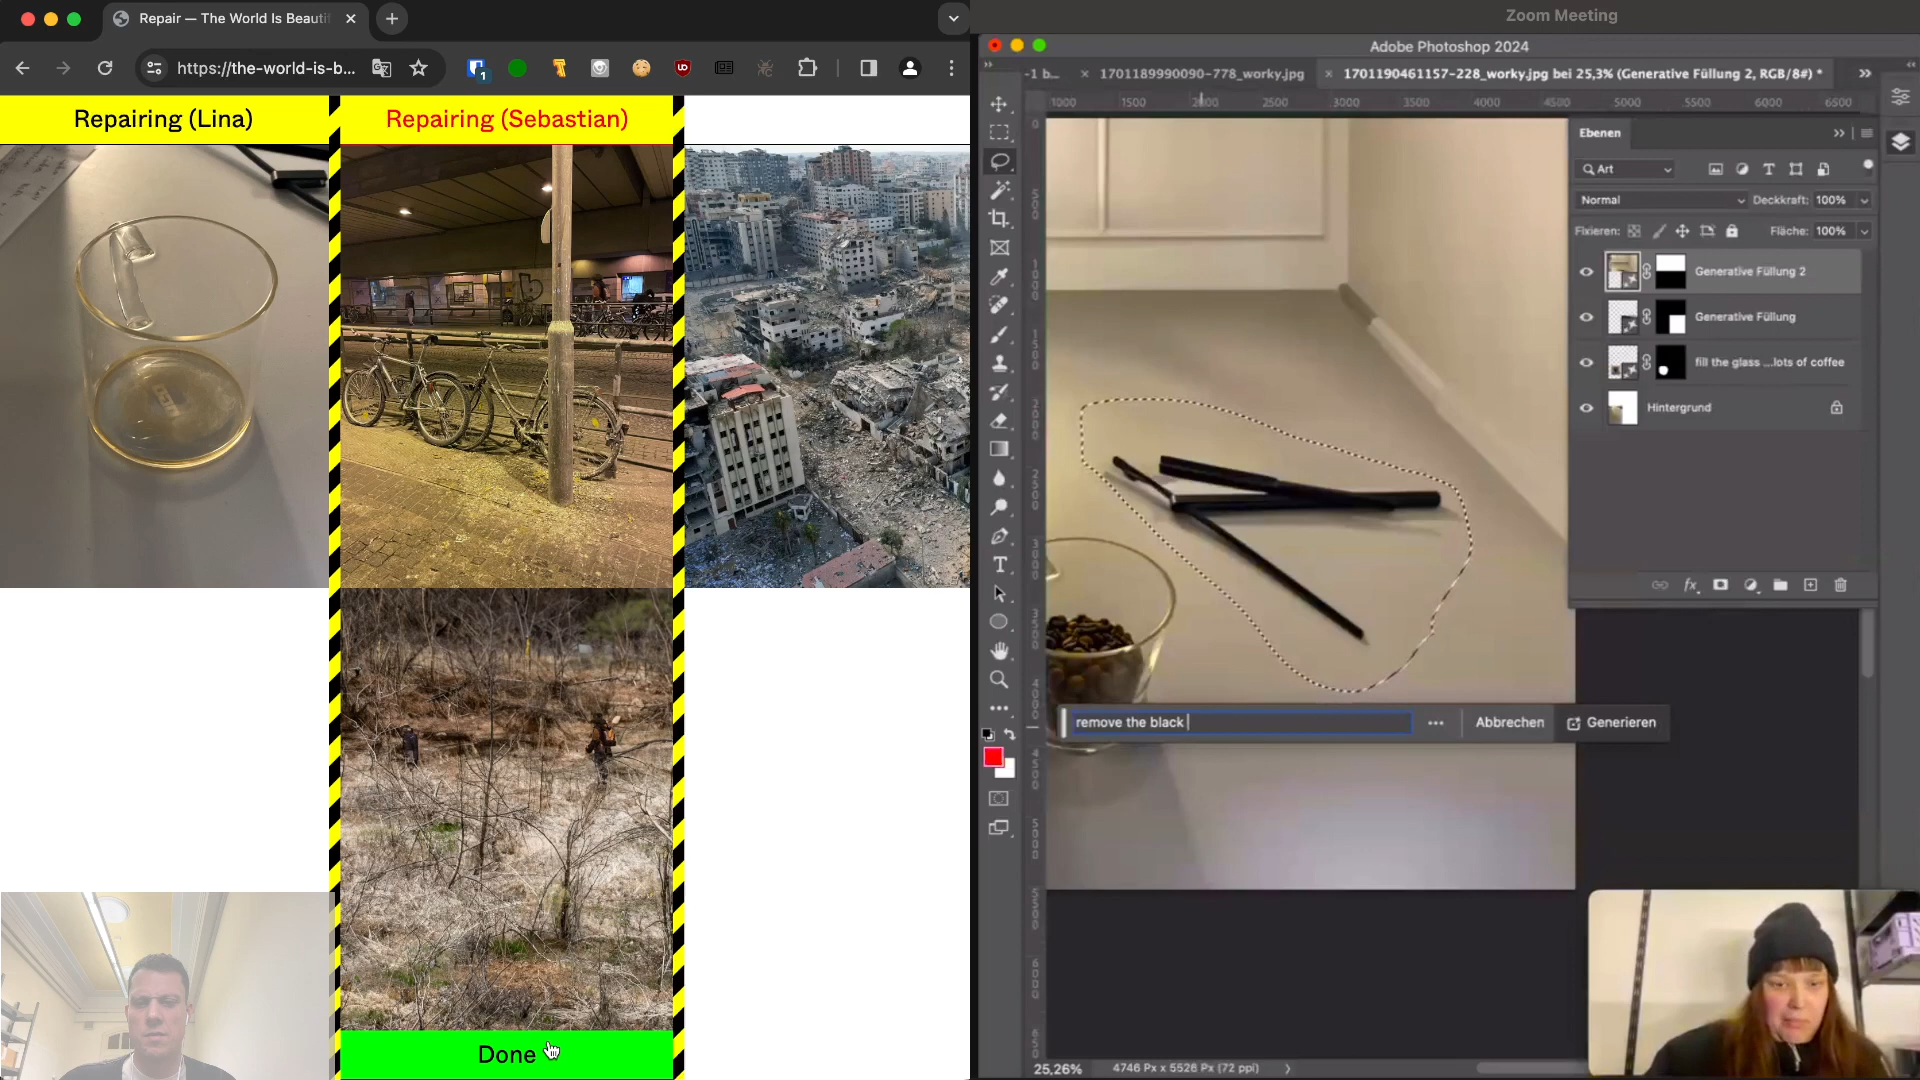 Repair — The World Is Beautif
https://the-world-is-b...
1
Repairing (Lina)
Repairing (Sebastian)
Done
Zoom Meeting
Adobe Photoshop 2024
-1 b...
1701189990090-778_worky.jpg
1701190461157-228_worky.jpg bei 25,3% (Generative Füllung 2, RGB/8#) *
1000 1500 2000 2500 3000 3500 4000 4500 5000 5500 6000 6500
Ebenen
Art
Normal
Deckkraft: 100%
Fixieren:
Fläche: 100%
Generative Füllung 2
Generative Füllung
fill the glass ...lots of coffee
Hintergrund
fx
remove the black
Abbrechen
Generieren
25,26%
4746 Px x 5526 Px (72 ppi)